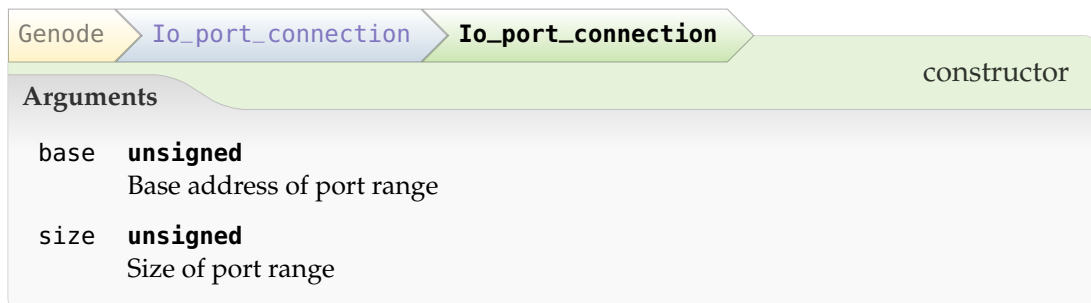 Genode Io_port_connection Io_port_connection
constructor
Arguments
base unsigned
Base address of port range
size unsigned
Size of port range